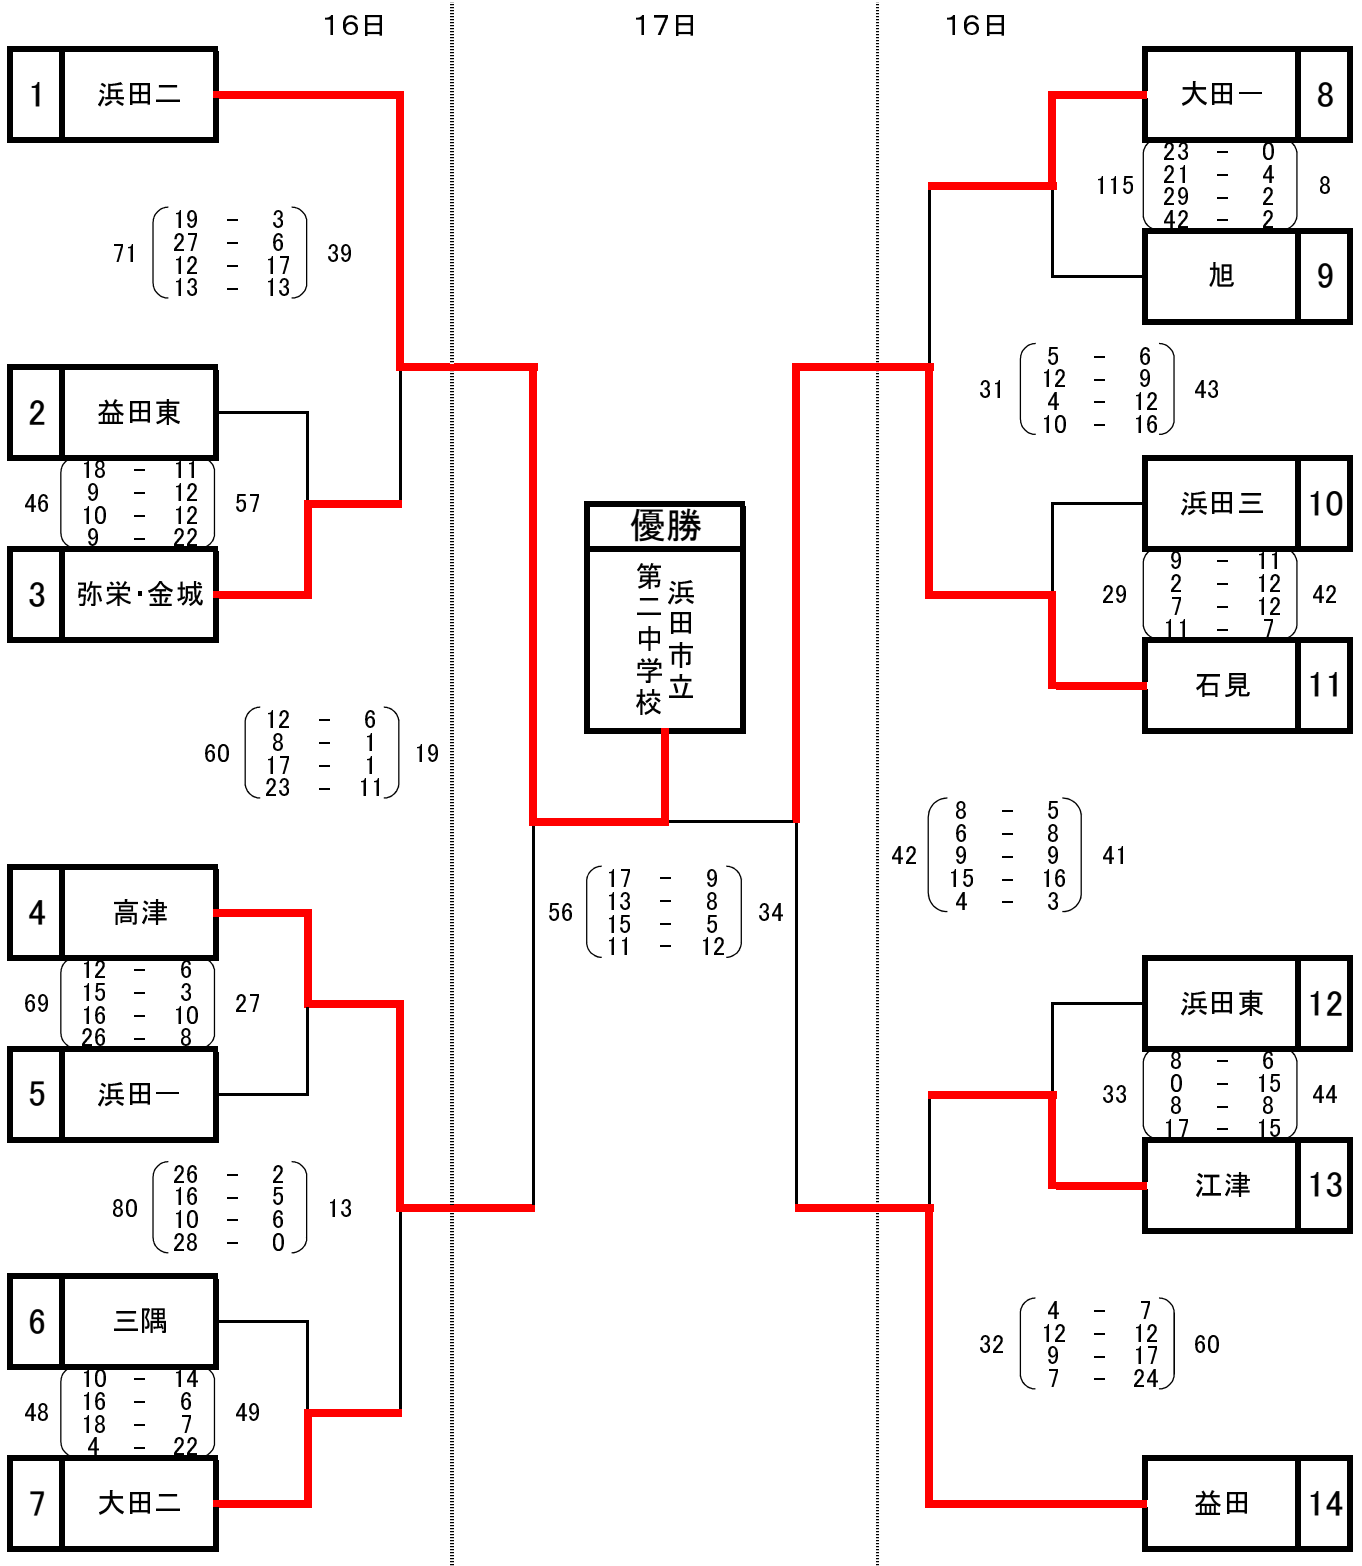 16日
17日
16日
1 浜田二
71 19 - 3 39
27 - 6
12 - 17
13 - 13
2 益田東
46 18 - 11 57
9 - 12
10 - 12
9 - 22
3 弥栄・金城
60 12 - 6 19
8 - 1
17 - 1
23 - 11
4 高津
69 12 - 6 27
15 - 3
16 - 10
26 - 8
5 浜田一
80 26 - 2 13
16 - 5
10 - 6
28 - 0
6 三隅
48 10 - 14 49
16 - 6
18 - 7
4 - 22
7 大田二
優勝
浜田市立
第二中学校
56 17 - 9 34
13 - 8
15 - 5
11 - 12
大田一 8
115 23 - 0 8
21 - 4
29 - 2
42 - 2
旭 9
31 5 - 6 43
12 - 9
4 - 12
10 - 16
浜田三 10
29 9 - 11 42
2 - 12
7 - 12
11 - 7
石見 11
42 8 - 5 41
6 - 8
9 - 9
15 - 16
4 - 3
浜田東 12
33 8 - 6 44
0 - 15
8 - 8
17 - 15
江津 13
32 4 - 7 60
12 - 12
9 - 17
7 - 24
益田 14